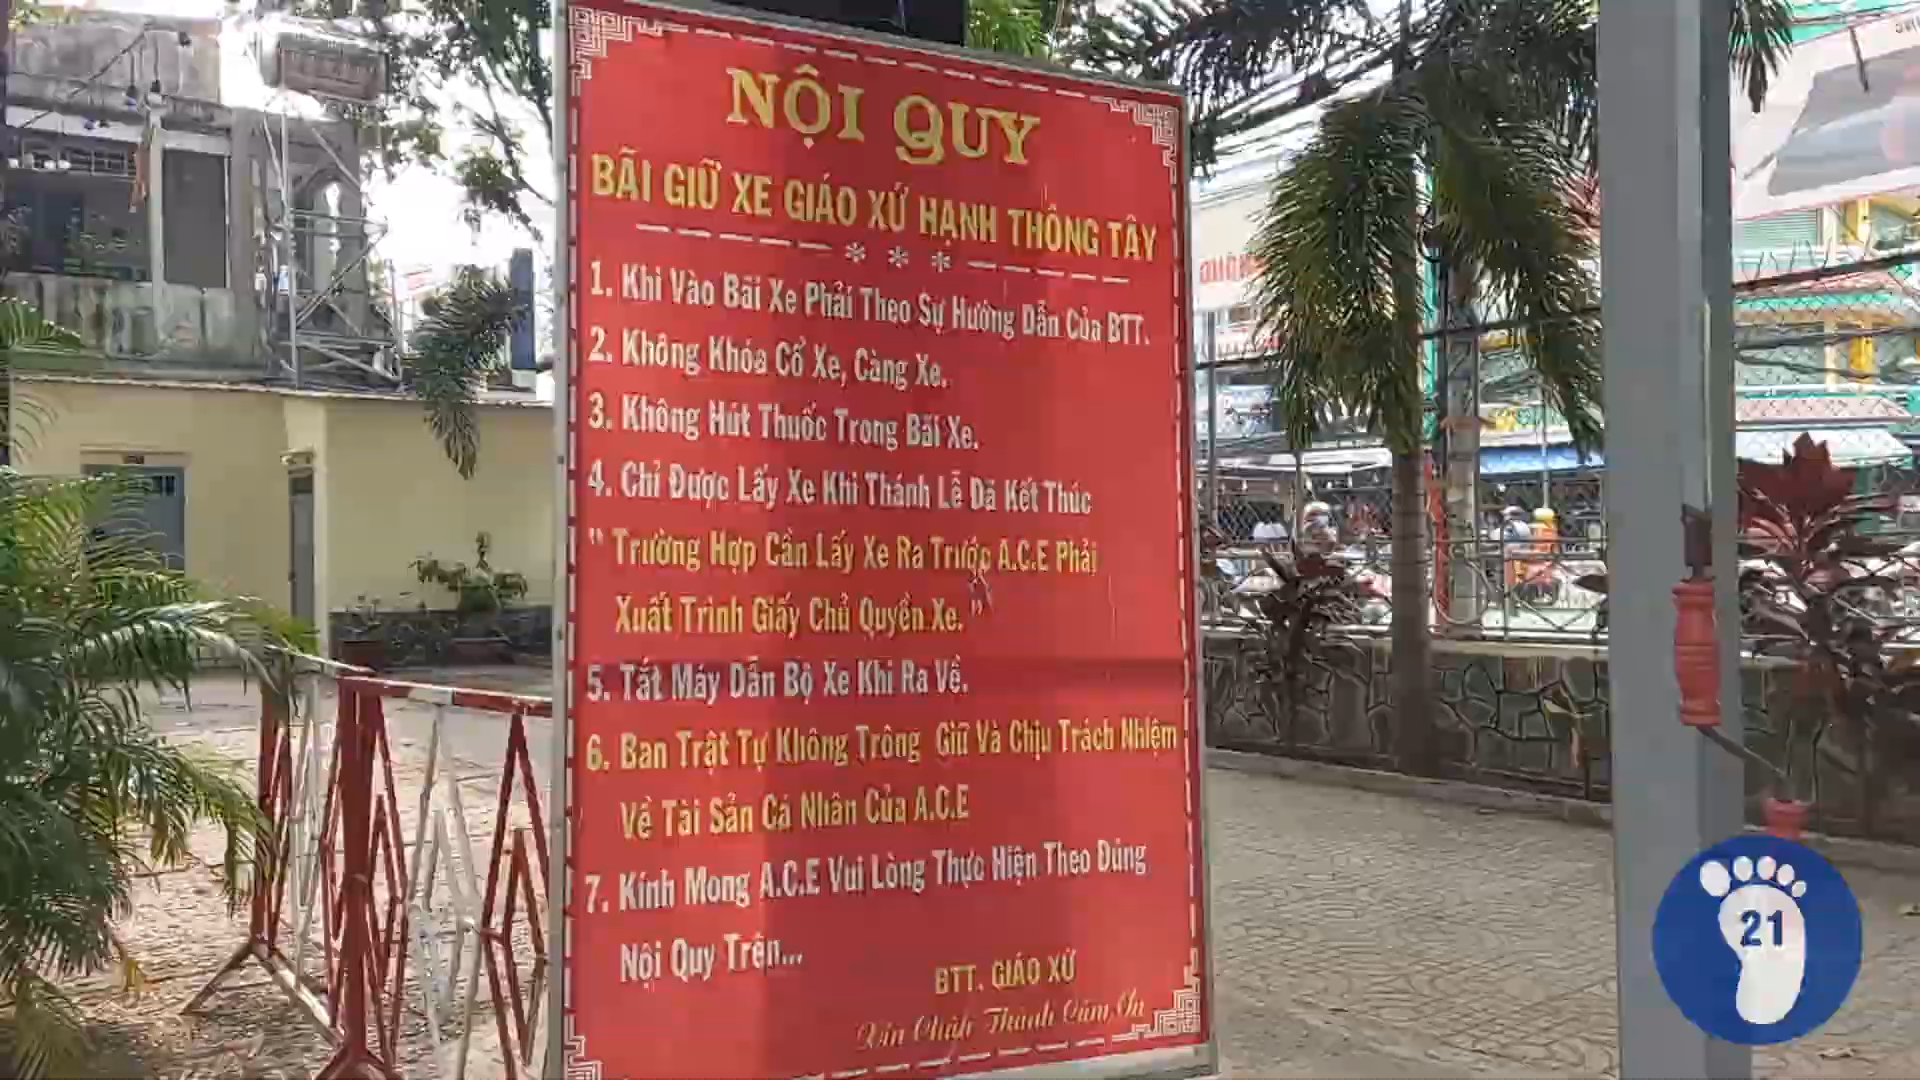 NỘI QUY
BÃI GIỮ XE GIÁO XỨ HẠNH THÔNG TÂY
1. Khi Vào Bãi Xe Phải Theo Sự Hướng Dẫn Của BTT.
2. Không Khóa Cổ Xe, Càng Xe.
3. Không Hút Thuốc Trong Bãi Xe.
4. Chỉ Được Lấy Xe Khi Thánh Lễ Đã Kết Thúc
" Trường Hợp Cần Lấy Xe Ra Trước A.C.E Phải
Xuất Trình Giấy Chủ Quyền Xe. "
5. Tắt Máy Dẫn Bộ Xe Khi Ra Về.
6. Ban Trật Tự Không Trông Giữ Và Chịu Trách Nhiệm
Về Tài Sản Cá Nhân Của A.C.E
7. Kính Mong A.C.E Vui Lòng Thực Hiện Theo Đúng
Nội Quy Trên...
BTT. GIÁO XỨ
Xin Chân Thành Cám Ơn
21